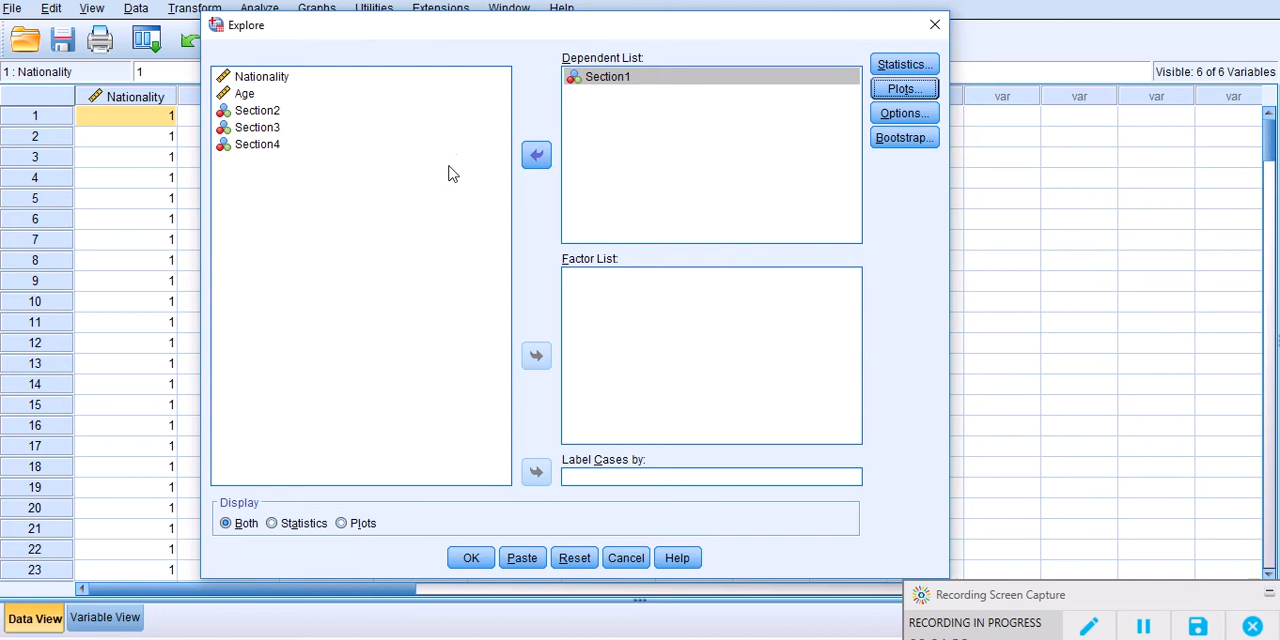 File Edit View Data Transform Analyze Graphs Utilities Extensions Window Help
Explore
1 : Nationality 1
Visible: 6 of 6 Variables
Nationality var var var var
Nationality
Age
Section2
Section3
Section4
Dependent List:
Section1
Statistics...
Plots...
Options...
Bootstrap...
Factor List:
Label Cases by:
Display
Both Statistics Plots
OK Paste Reset Cancel Help
1 1
2 1
3 1
4 1
5 1
6 1
7 1
8 1
9 1
10 1
11 1
12 1
13 1
14 1
15 1
16 1
17 1
18 1
19 1
20 1
21 1
22 1
23 1
Data View Variable View
Recording Screen Capture
RECORDING IN PROGRESS